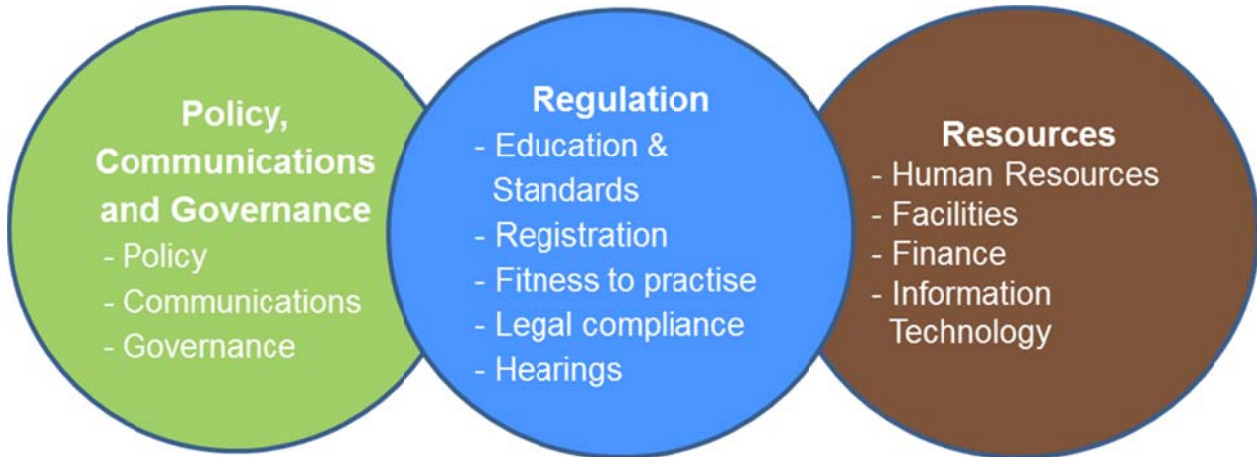 Policy,
Communications
and Governance
- Policy
- Communications
- Governance
Regulation
- Education &
Standards
- Registration
- Fitness to practise
- Legal compliance
- Hearings
Resources
- Human Resources
- Facilities
- Finance
- Information
Technology